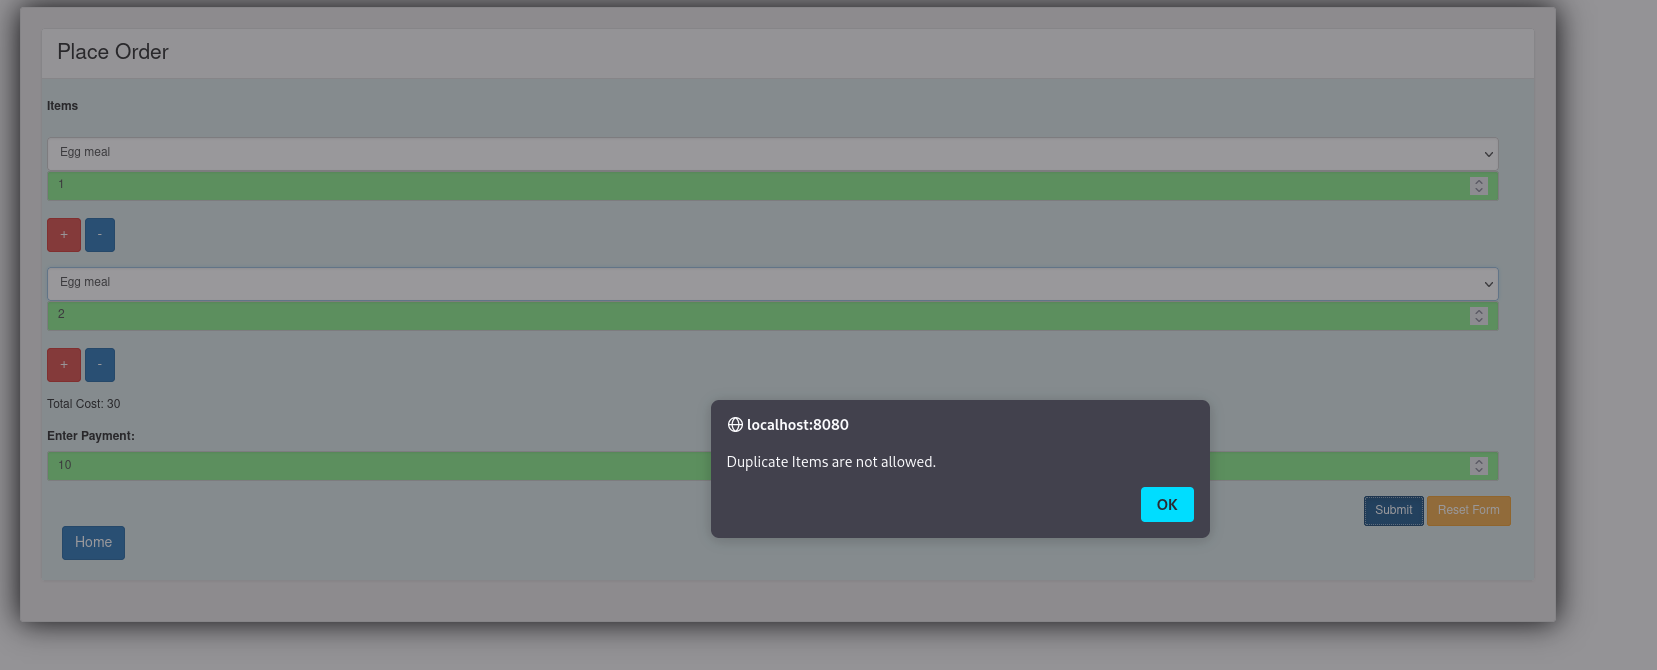 Place Order
Items
Egg meal
1
+ -
Egg meal
2
+ -
Total Cost: 30
Enter Payment:
10
localhost:8080
Duplicate Items are not allowed.
OK
Submit Reset Form
Home